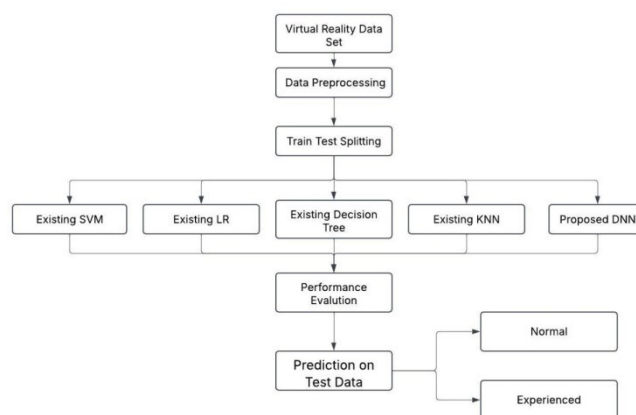 Virtual Reality Data
Set
Data Preprocessing
Train Test Splitting
Existing SVM
Existing LR
Existing Decision
Tree
Existing KNN
Proposed DNN
Performance
Evalution
Prediction on
Test Data
Normal
Experienced